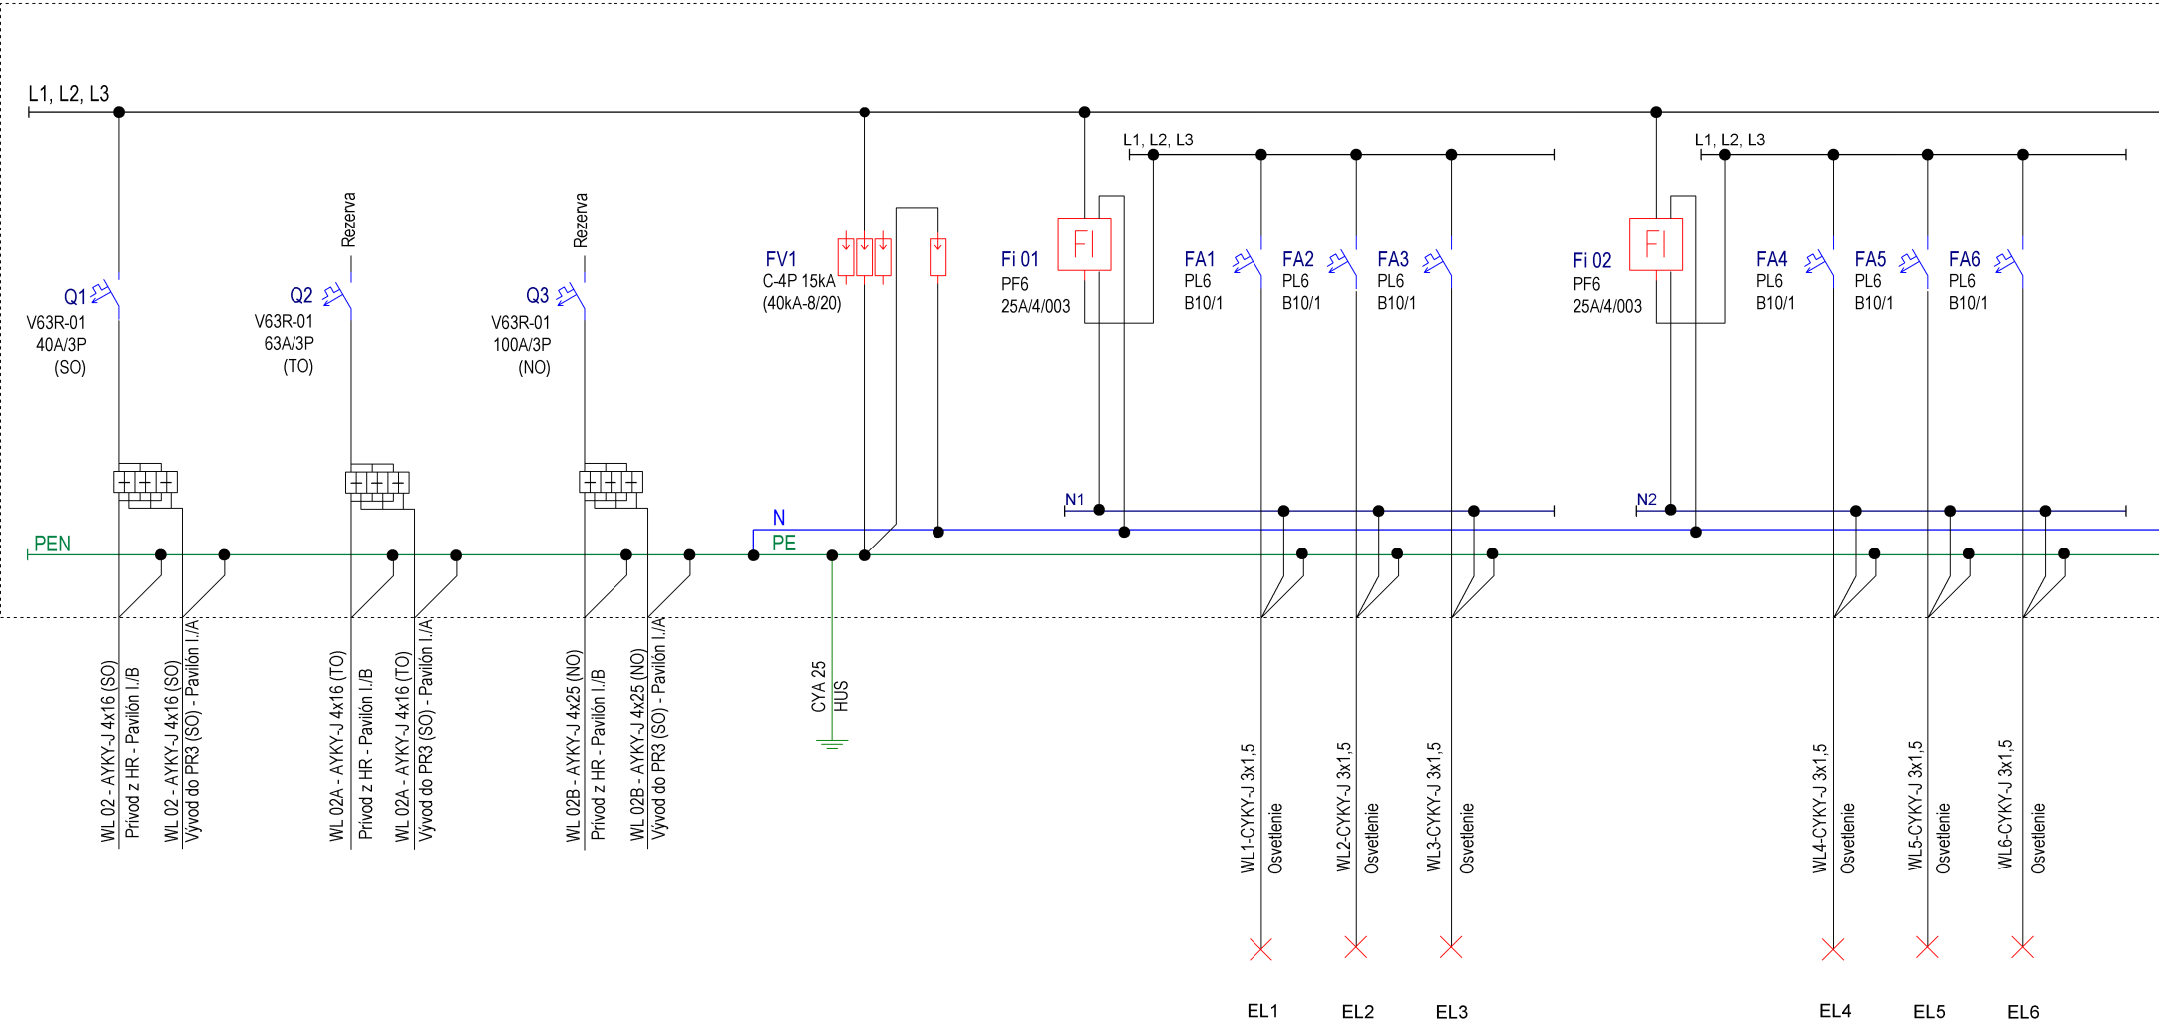 L1, L2, L3
L1, L2, L3
L1, L2, L3
Rezerva
Rezerva
Q1
V63R-01
40A/3P
(SO)
Q2
V63R-01
63A/3P
(TO)
Q3
V63R-01
100A/3P
(NO)
FV1
C-4P 15kA
(40kA-8/20)
Fi 01
PF6
25A/4/003
FI
FA1
PL6
B10/1
FA2
PL6
B10/1
FA3
PL6
B10/1
Fi 02
PF6
25A/4/003
FI
FA4
PL6
B10/1
FA5
PL6
B10/1
FA6
PL6
B10/1
N1
N2
N
PE
PEN
WL 02 - AYKY-J 4x16 (SO)
Prívod z HR - Pavilón I./B
WL 02 - AYKY-J 4x16 (SO)
Vývod do PR3 (SO) - Pavilón I./A
WL 02A - AYKY-J 4x16 (TO)
Prívod z HR - Pavilón I./B
WL 02A - AYKY-J 4x16 (TO)
Vývod do PR3 (SO) - Pavilón I./A
WL 02B - AYKY-J 4x25 (NO)
Prívod z HR - Pavilón I./B
WL 02B - AYKY-J 4x25 (NO)
Vývod do PR3 (SO) - Pavilón I./A
CYA 25
HUS
WL1-CYKY-J 3x1,5
Osvetlenie
WL2-CYKY-J 3x1,5
Osvetlenie
WL3-CYKY-J 3x1,5
Osvetlenie
WL4-CYKY-J 3x1,5
Osvetlenie
WL5-CYKY-J 3x1,5
Osvetlenie
WL6-CYKY-J 3x1,5
Osvetlenie
EL1
EL2
EL3
EL4
EL5
EL6